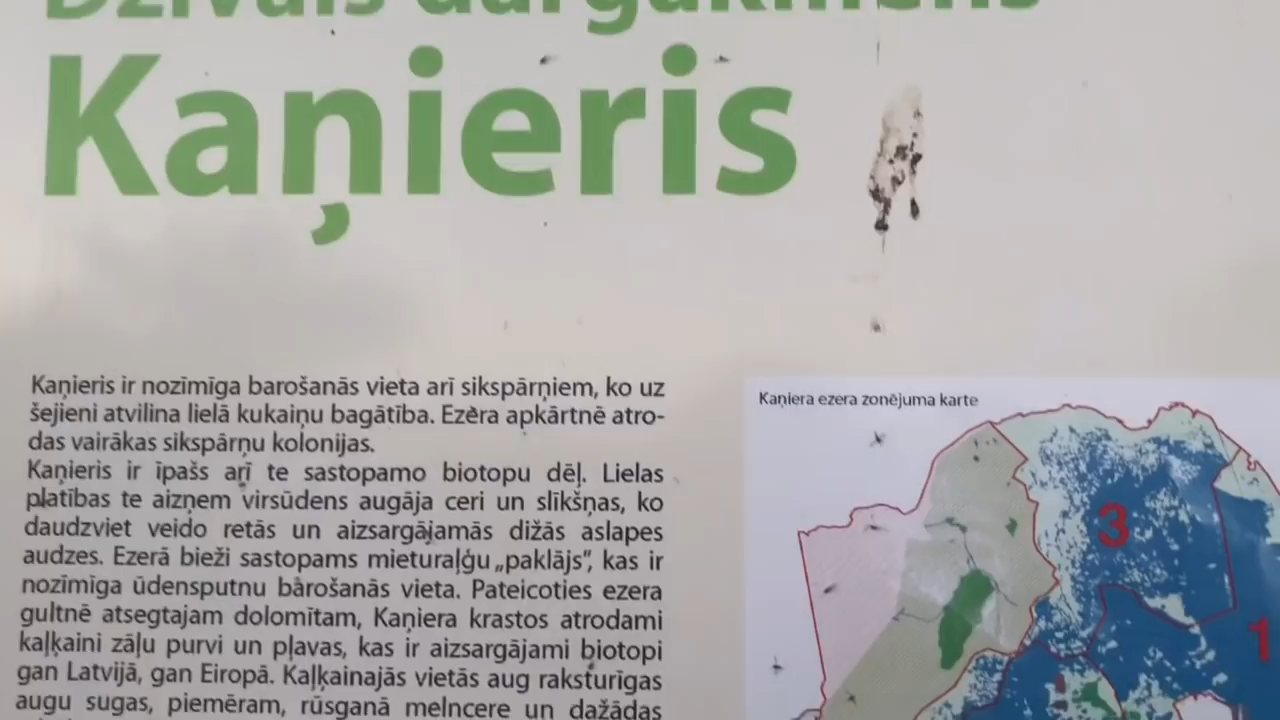 Dzīvais dārgakmens
Kaņieris
Kaņieris ir nozīmīga barošanās vieta arī sikspārņiem, ko uz
šejieni atvilina lielā kukaiņu bagātība. Ezera apkārtnē atro-
das vairākas sikspārņu kolonijas.
Kaņieris ir īpašs arī te sastopamo biotopu dēļ. Lielas
platības te aizņem virsūdens augāja ceri un slīkšņas, ko
daudzviet veido retās un aizsargājamās dižās aslapes
audzes. Ezerā bieži sastopams mieturaļģu „paklājs”, kas ir
nozīmīga ūdensputnu barošanās vieta. Pateicoties ezera
gultnē atsegtajam dolomītam, Kaņiera krastos atrodami
kaļķaini zāļu purvi un pļavas, kas ir aizsargājami biotopi
gan Latvijā, gan Eiropā. Kaļķainajās vietās aug raksturīgas
augu sugas, piemēram, rūsganā melncere un dažādas
Kaņiera ezera zonējuma karte
3
1